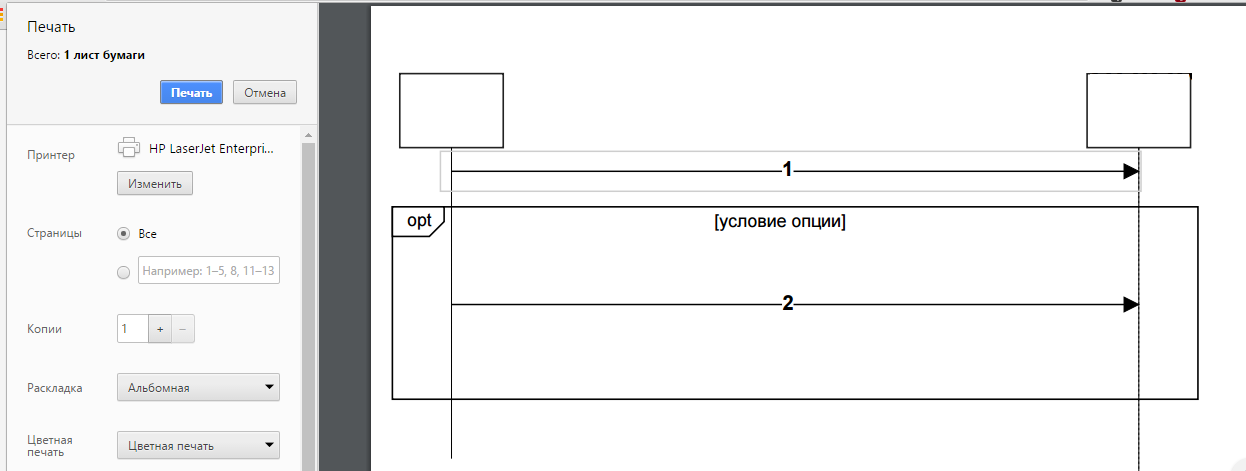 Печать
Всего: 1 лист бумаги
Печать
Отмена
Принтер
HP LaserJet Enterpri...
Изменить
Страницы
Все
Например: 1–5, 8, 11–13
Копии
1
+
–
Раскладка
Альбомная
Цветная
печать
Цветная печать
1
opt
[условие опции]
2